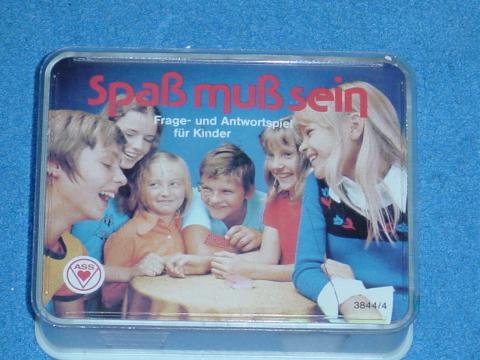 Spaß muß sein
Frage- und Antwortspiel
für Kinder
ASS
3844/4